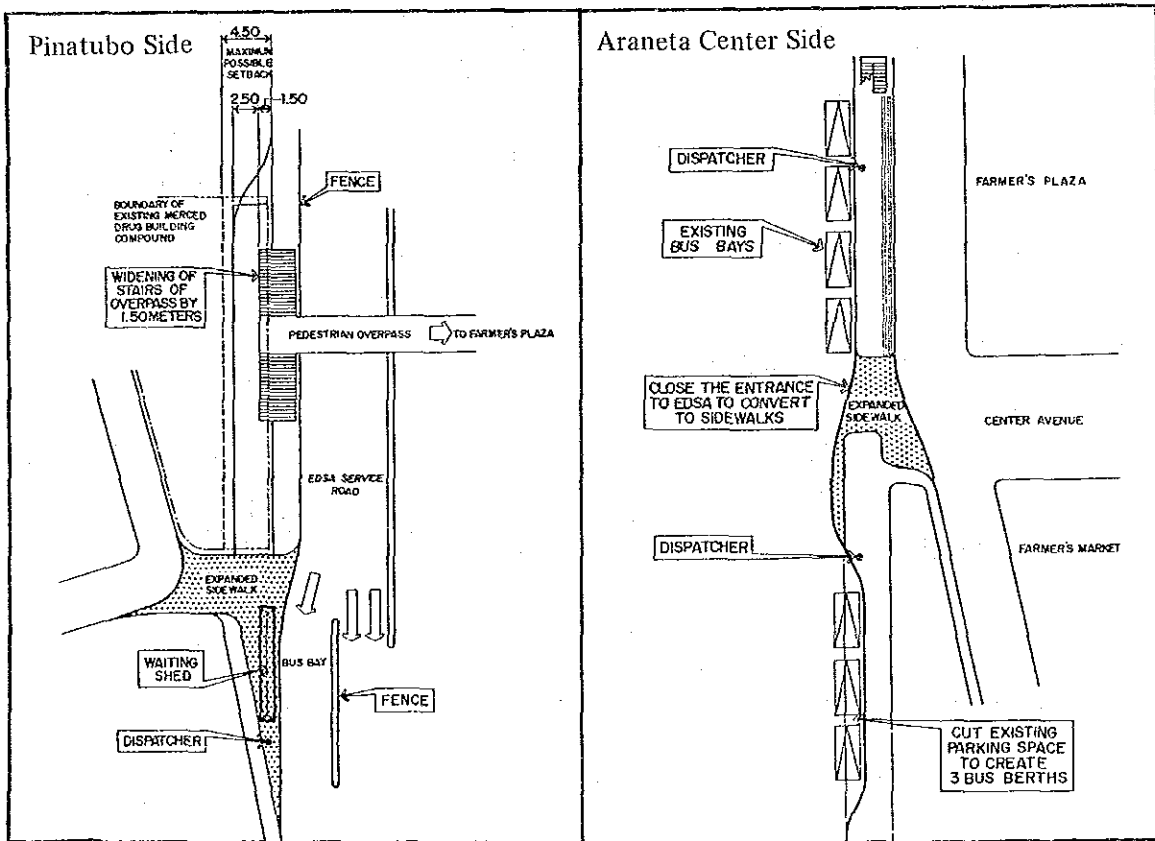 Pinatubo Side
4.50
MAXIMUM
POSSIBLE
SETBACK
2.50
1.50
FENCE
BOUNDARY OF
EXISTING MERCED
DRUG BUILDING
COMPOUND
WIDENING OF
STAIRS OF
OVERPASS BY
1.50 METERS
PEDESTRIAN OVERPASS
TO FARMER'S PLAZA
EDSA SERVICE
ROAD
EXPANDED
SIDEWALK
WAITING
SHED
BUS BAY
FENCE
DISPATCHER
Araneta Center Side
DISPATCHER
FARMER'S PLAZA
EXISTING
BUS BAYS
CLOSE THE ENTRANCE
TO EDSA TO CONVERT
TO SIDEWALKS
EXPANDED
SIDEWALK
CENTER AVENUE
DISPATCHER
FARMER'S MARKET
CUT EXISTING
PARKING SPACE
TO CREATE
3 BUS BERTHS